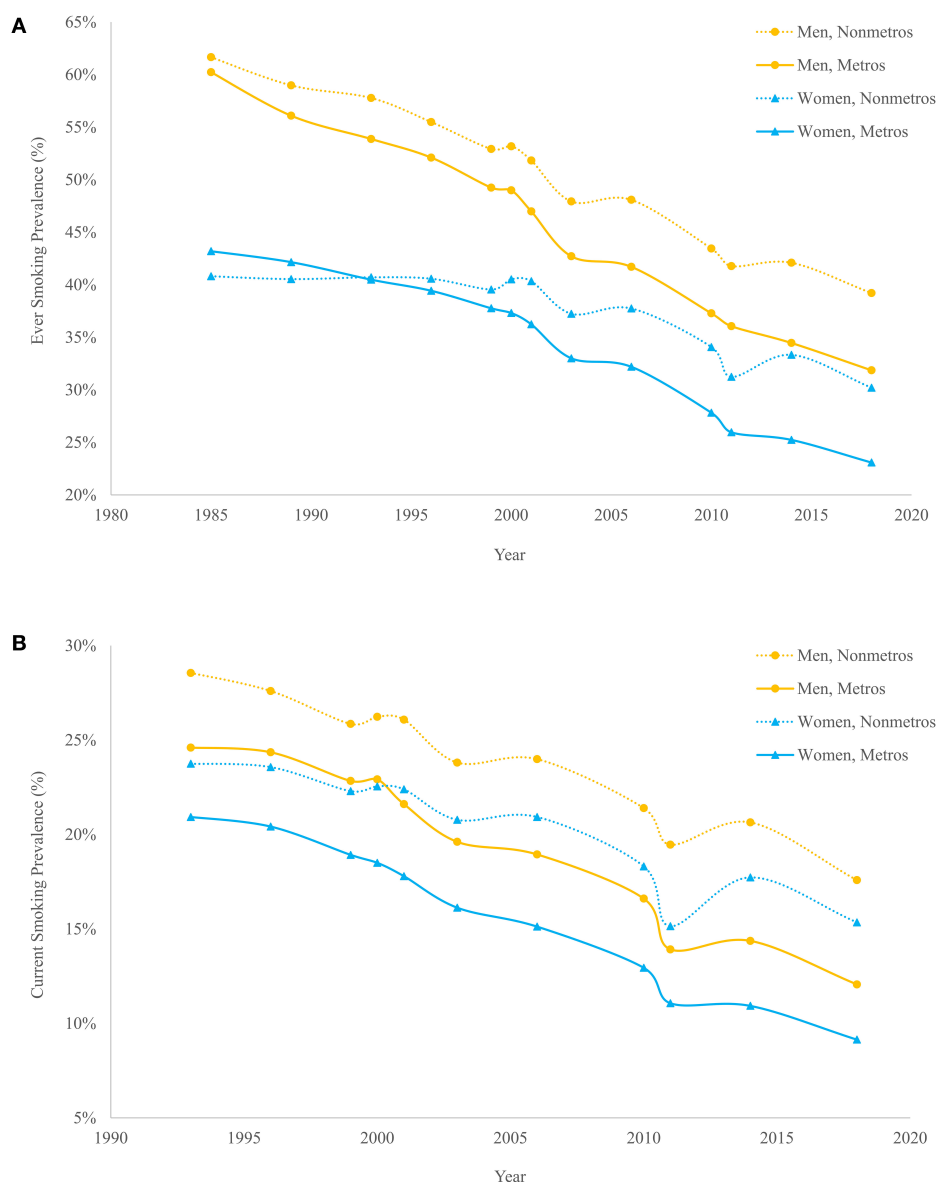 A
Men, Nonmetros
Men, Metros
Women, Nonmetros
Women, Metros
Ever Smoking Prevalence (%)
65%
60%
55%
50%
45%
40%
35%
30%
25%
20%
1980 1985 1990 1995 2000 2005 2010 2015 2020
Year
B
Men, Nonmetros
Men, Metros
Women, Nonmetros
Women, Metros
Current Smoking Prevalence (%)
30%
25%
20%
15%
10%
5%
1990 1995 2000 2005 2010 2015 2020
Year